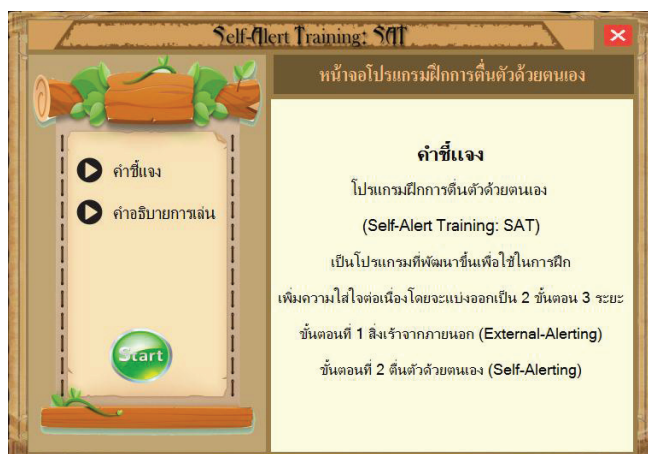 Self-Alert Training: SAT
หน้าจอโปรแกรมฝึกการตื่นตัวด้วยตนเอง
คำชี้แจง
คำอธิบายการเล่น
Start
คำชี้แจง
โปรแกรมฝึกการตื่นตัวด้วยตนเอง
(Self-Alert Training: SAT)
เป็นโปรแกรมที่พัฒนาขึ้นเพื่อใช้ในการฝึก
เพิ่มความใส่ใจต่อเนื่องโดยจะแบ่งออกเป็น 2 ขั้นตอน 3 ระยะ
ขั้นตอนที่ 1 สิ่งเร้าจากภายนอก (External-Alerting)
ขั้นตอนที่ 2 ตื่นตัวด้วยตนเอง (Self-Alerting)